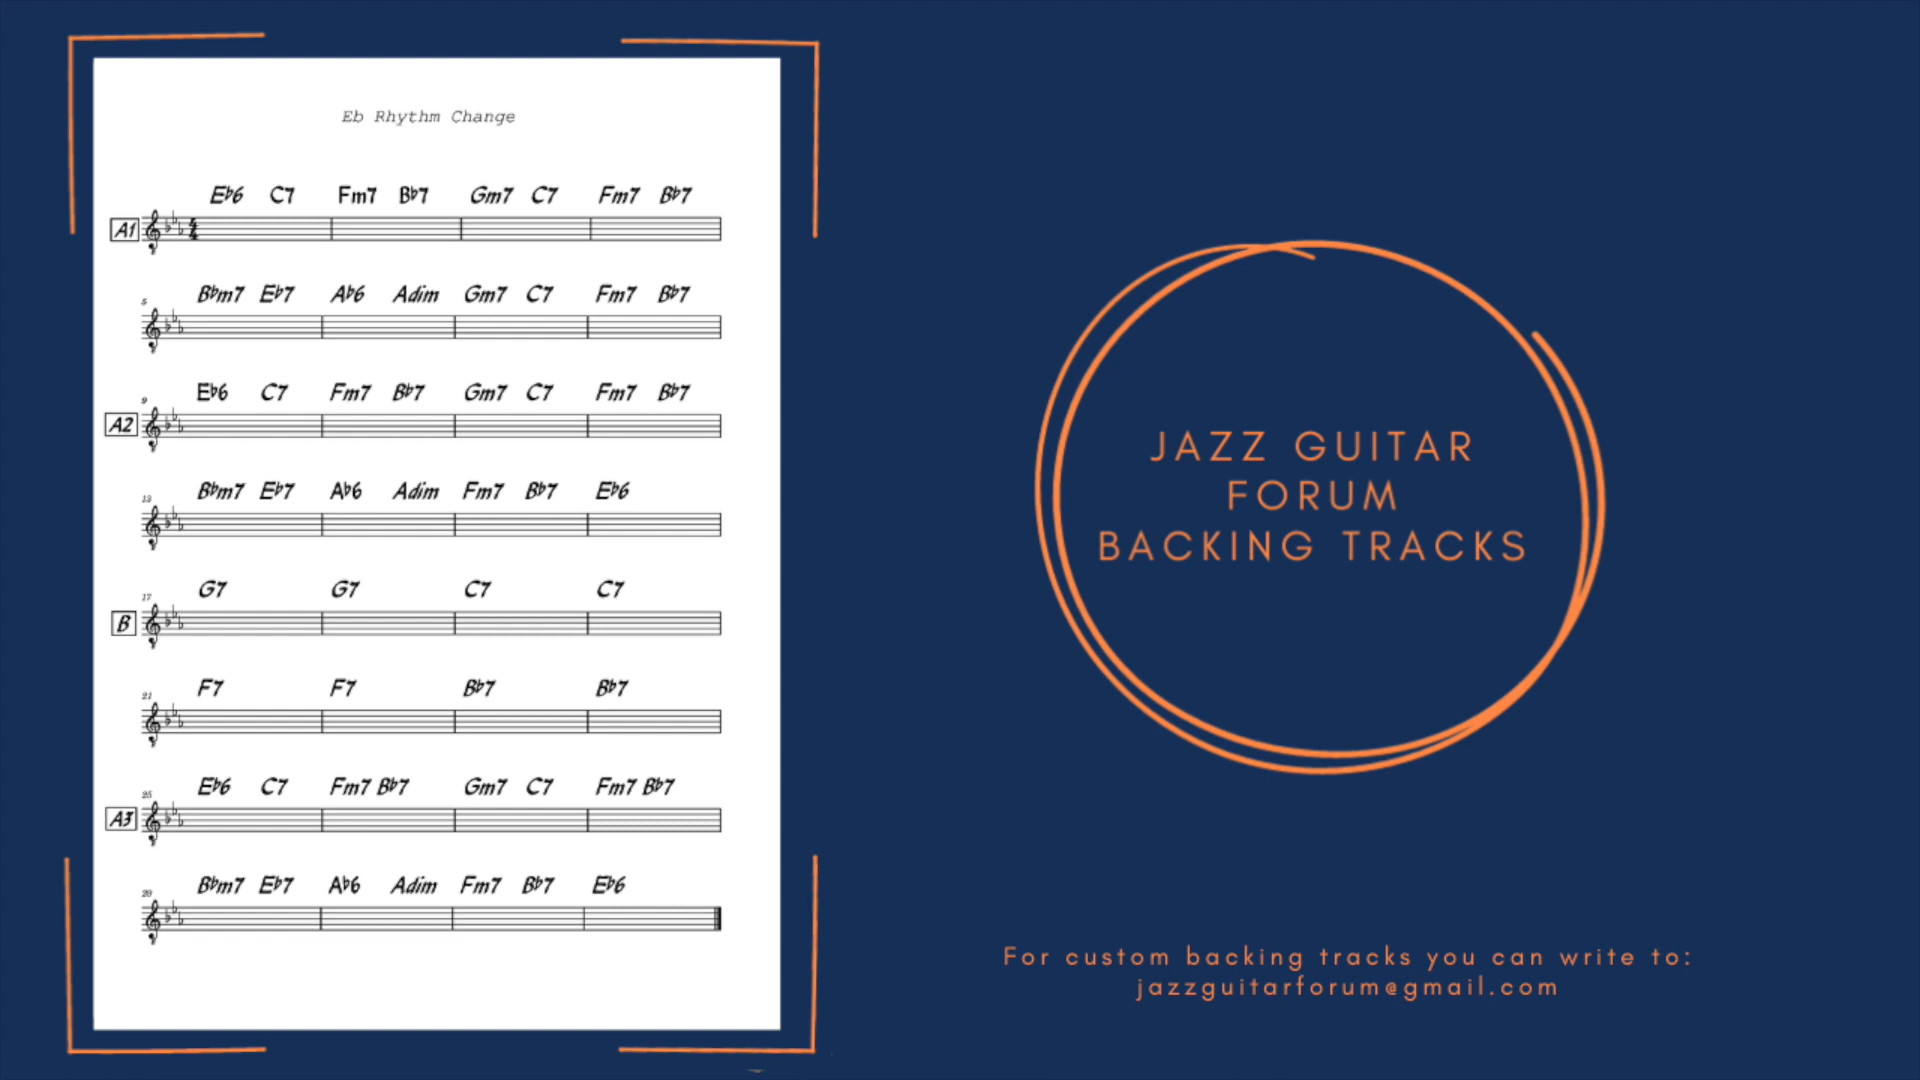 Eb Rhythm Change
E♭6 C7 Fm7 B♭7 Gm7 C7 Fm7 B♭7
A1
5
B♭m7 E♭7 A♭6 Adim Gm7 C7 Fm7 B♭7
E♭6 C7 Fm7 B♭7 Gm7 C7 Fm7 B♭7
9
A2
B♭m7 E♭7 A♭6 Adim Fm7 B♭7 E♭6
13
G7 G7 C7 C7
17
B
F7 F7 B♭7 B♭7
21
E♭6 C7 Fm7 B♭7 Gm7 C7 Fm7 B♭7
25
A3
B♭m7 E♭7 A♭6 Adim Fm7 B♭7 E♭6
29
JAZZ GUITAR
FORUM
BACKING TRACKS
For custom backing tracks you can write to:
jazzguitarforum@gmail.com